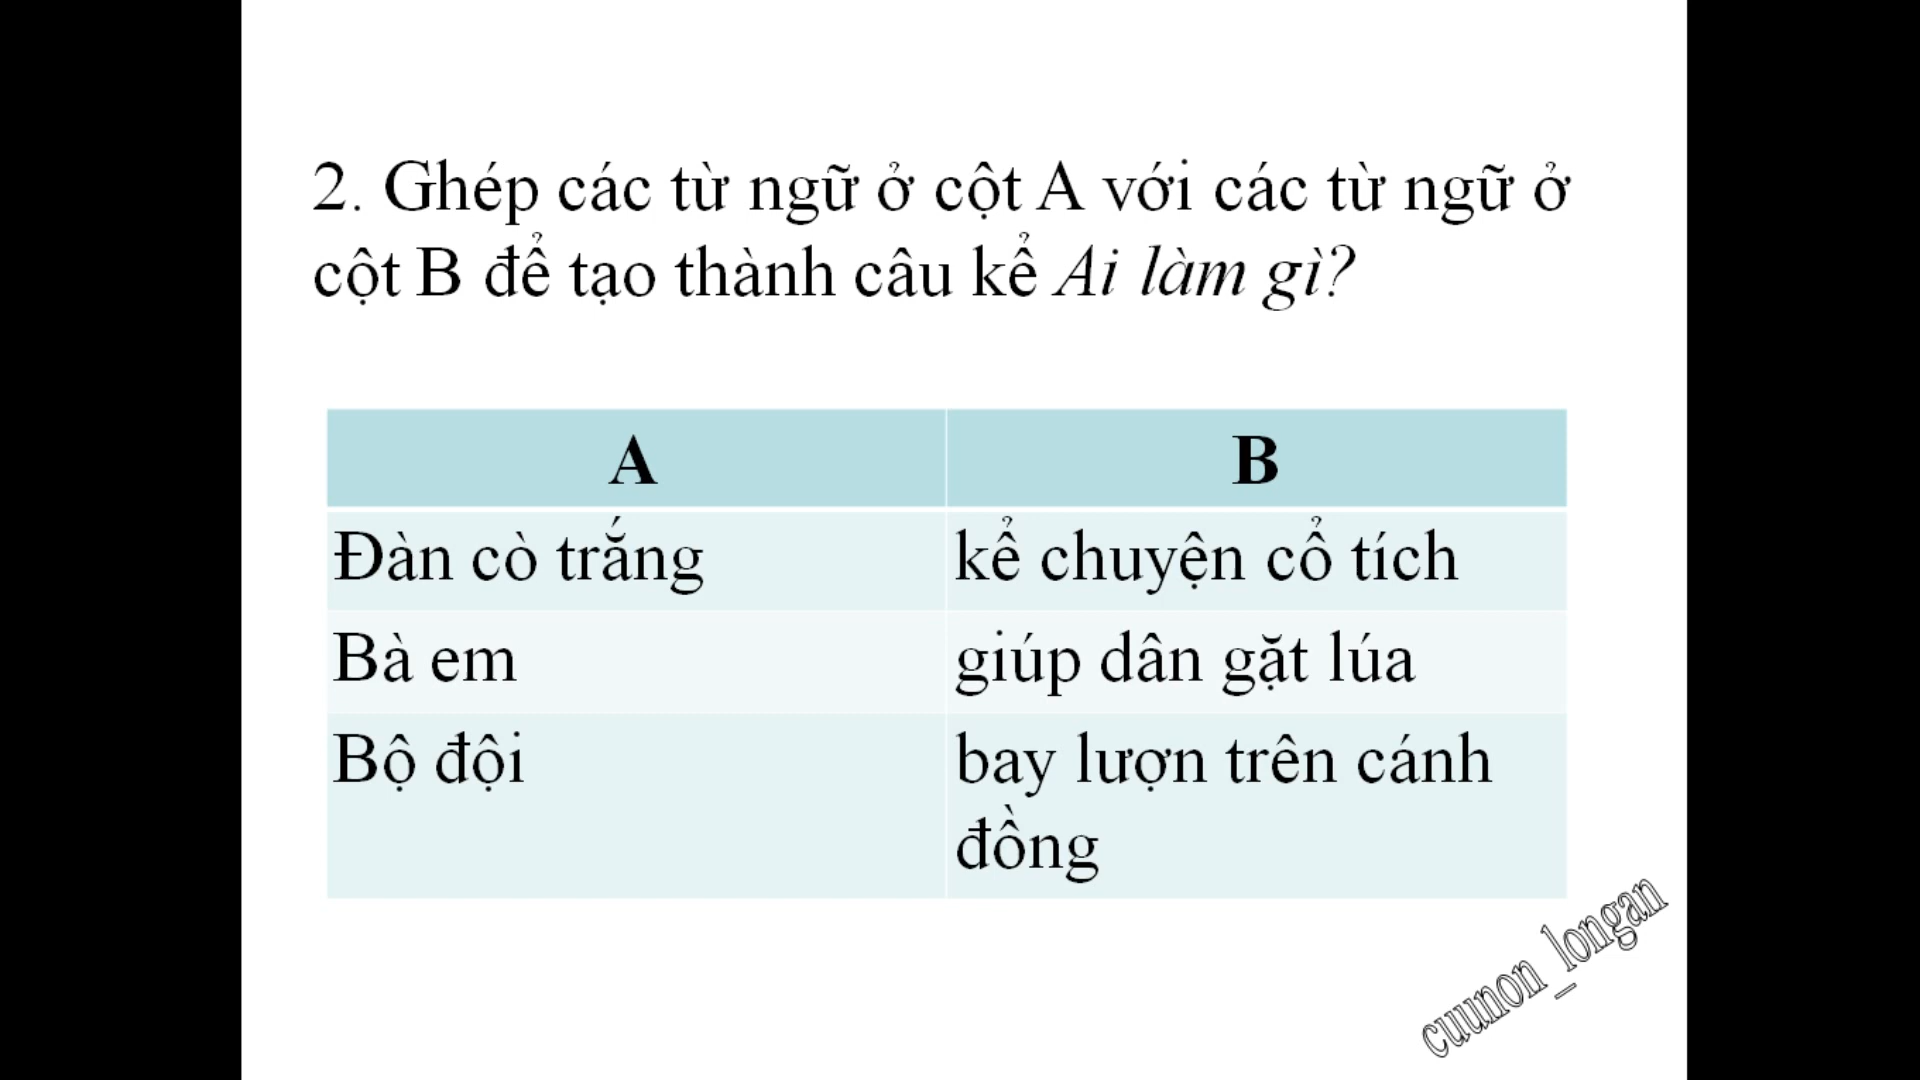 2. Ghép các từ ngữ ở cột A với các từ ngữ ở
cột B để tạo thành câu kể Ai làm gì?
A B
Đàn cò trắng kể chuyện cổ tích
Bà em giúp dân gặt lúa
Bộ đội bay lượn trên cánh
đồng
cuunon_longan